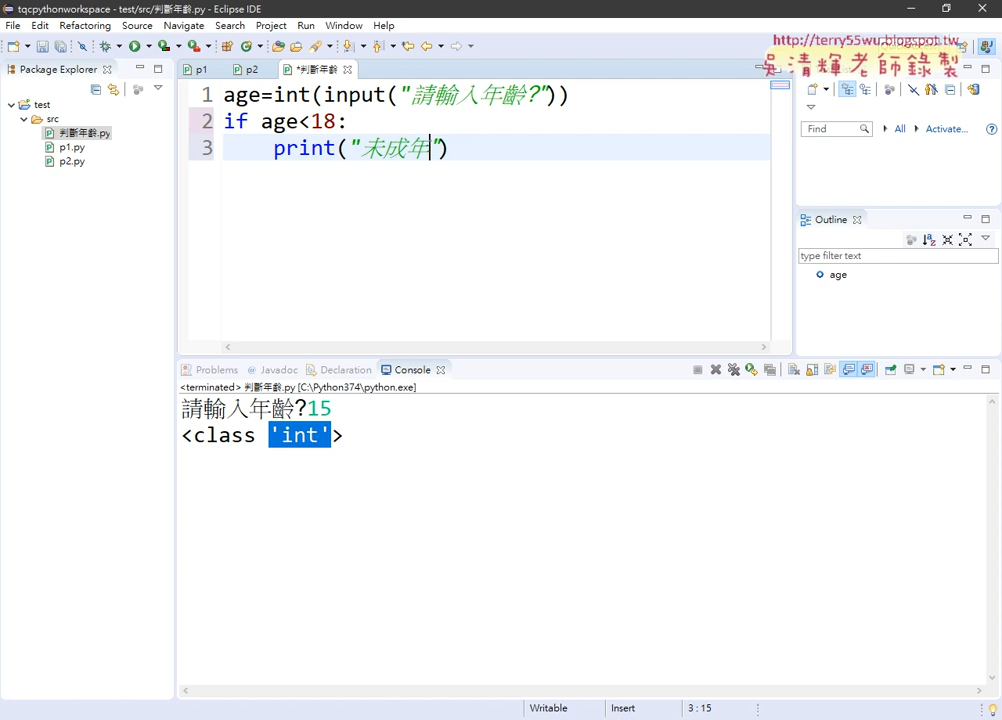 tqcpythonworkspace - test/src/判斷年齡.py - Eclipse IDE
File Edit Source Refactoring Navigate Search Project Run Window Help
http://terry55wu.blogspot.tw
吳清輝老師錄製
Package Explorer
p1 p2 *判斷年齡
test
src
判斷年齡.py
p1.py
p2.py
1 age=int(input("請輸入年齡?"))
2 if age<18:
3 print("未成年")
Find All Activate...
Outline
type filter text
age
Problems Javadoc Declaration Console
<terminated> 判斷年齡.py [C:\Python374\python.exe]
請輸入年齡?15
<class 'int'>
Writable Insert 3 : 15